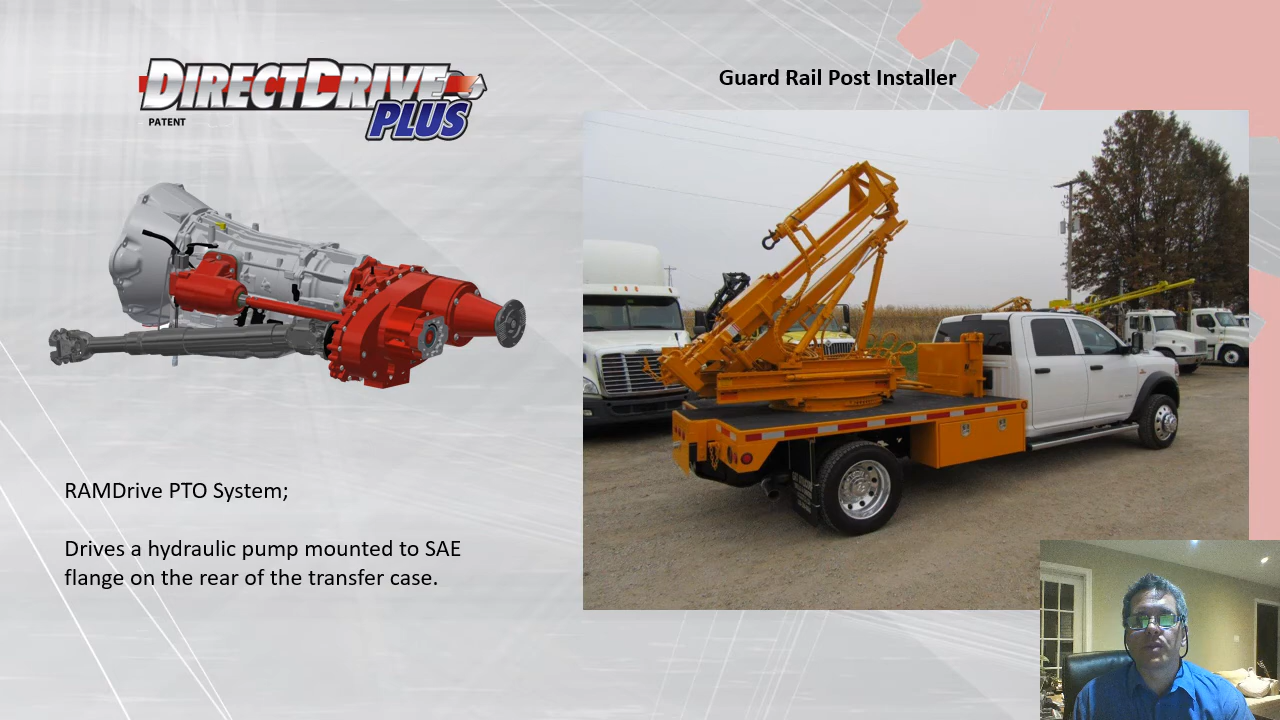 DIRECTDRIVE
PLUS
PATENT
Guard Rail Post Installer
RAMDrive PTO System;
Drives a hydraulic pump mounted to SAE
flange on the rear of the transfer case.